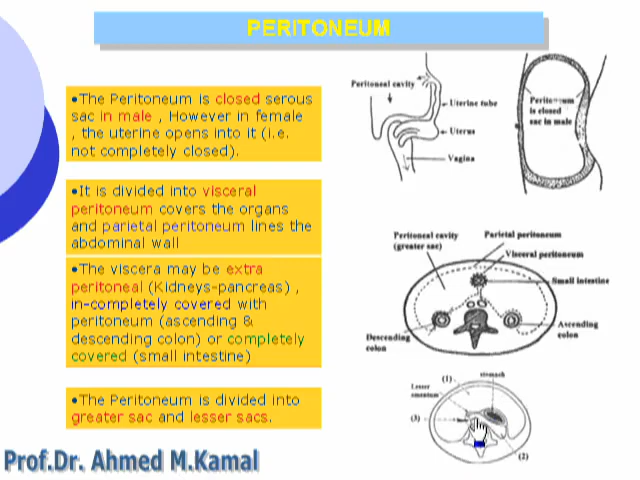 PERITONEUM
•The Peritoneum is closed serous
sac in male , However in female
, the uterine opens into it (i.e.
not completely closed).
•It is divided into visceral
peritoneum covers the organs
and parietal peritoneum lines the
abdominal wall
•The viscera may be extra
peritoneal (Kidneys-pancreas) ,
in-completely covered with
peritoneum (ascending &
descending colon) or completely
covered (small intestine)
•The Peritoneum is divided into
greater sac and lesser sacs.
Prof.Dr. Ahmed M.Kamal
Peritoneal cavity
Uterine tube
Uterus
Vagina
Peritoneum
is closed
sac in male
Peritoneal cavity
(greater sac)
Parietal peritoneum
Visceral peritoneum
Small intestine
Descending
colon
Ascending
colon
(1)
stomach
Lesser
omentum
(3)
(2)